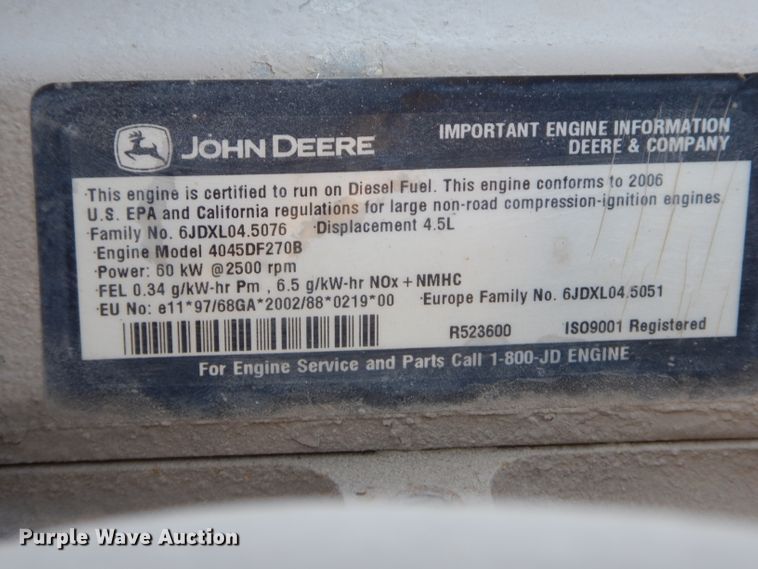 JOHN DEERE
IMPORTANT ENGINE INFORMATION
DEERE & COMPANY
·This engine is certified to run on Diesel Fuel. This engine conforms to 2006
U.S. EPA and California regulations for large non-road compression-ignition engines
·Family No. 6JDXL04.5076 ·Displacement 4.5L
·Engine Model 4045DF270B
·Power: 60 kW @2500 rpm
·FEL 0.34 g/kW-hr Pm , 6.5 g/kW-hr NOx + NMHC
·EU No: e11*97/68GA*2002/88*0219*00 ·Europe Family No. 6JDXL04.5051
R523600 ISO9001 Registered
For Engine Service and Parts Call 1-800-JD ENGINE
Purple Wave Auction